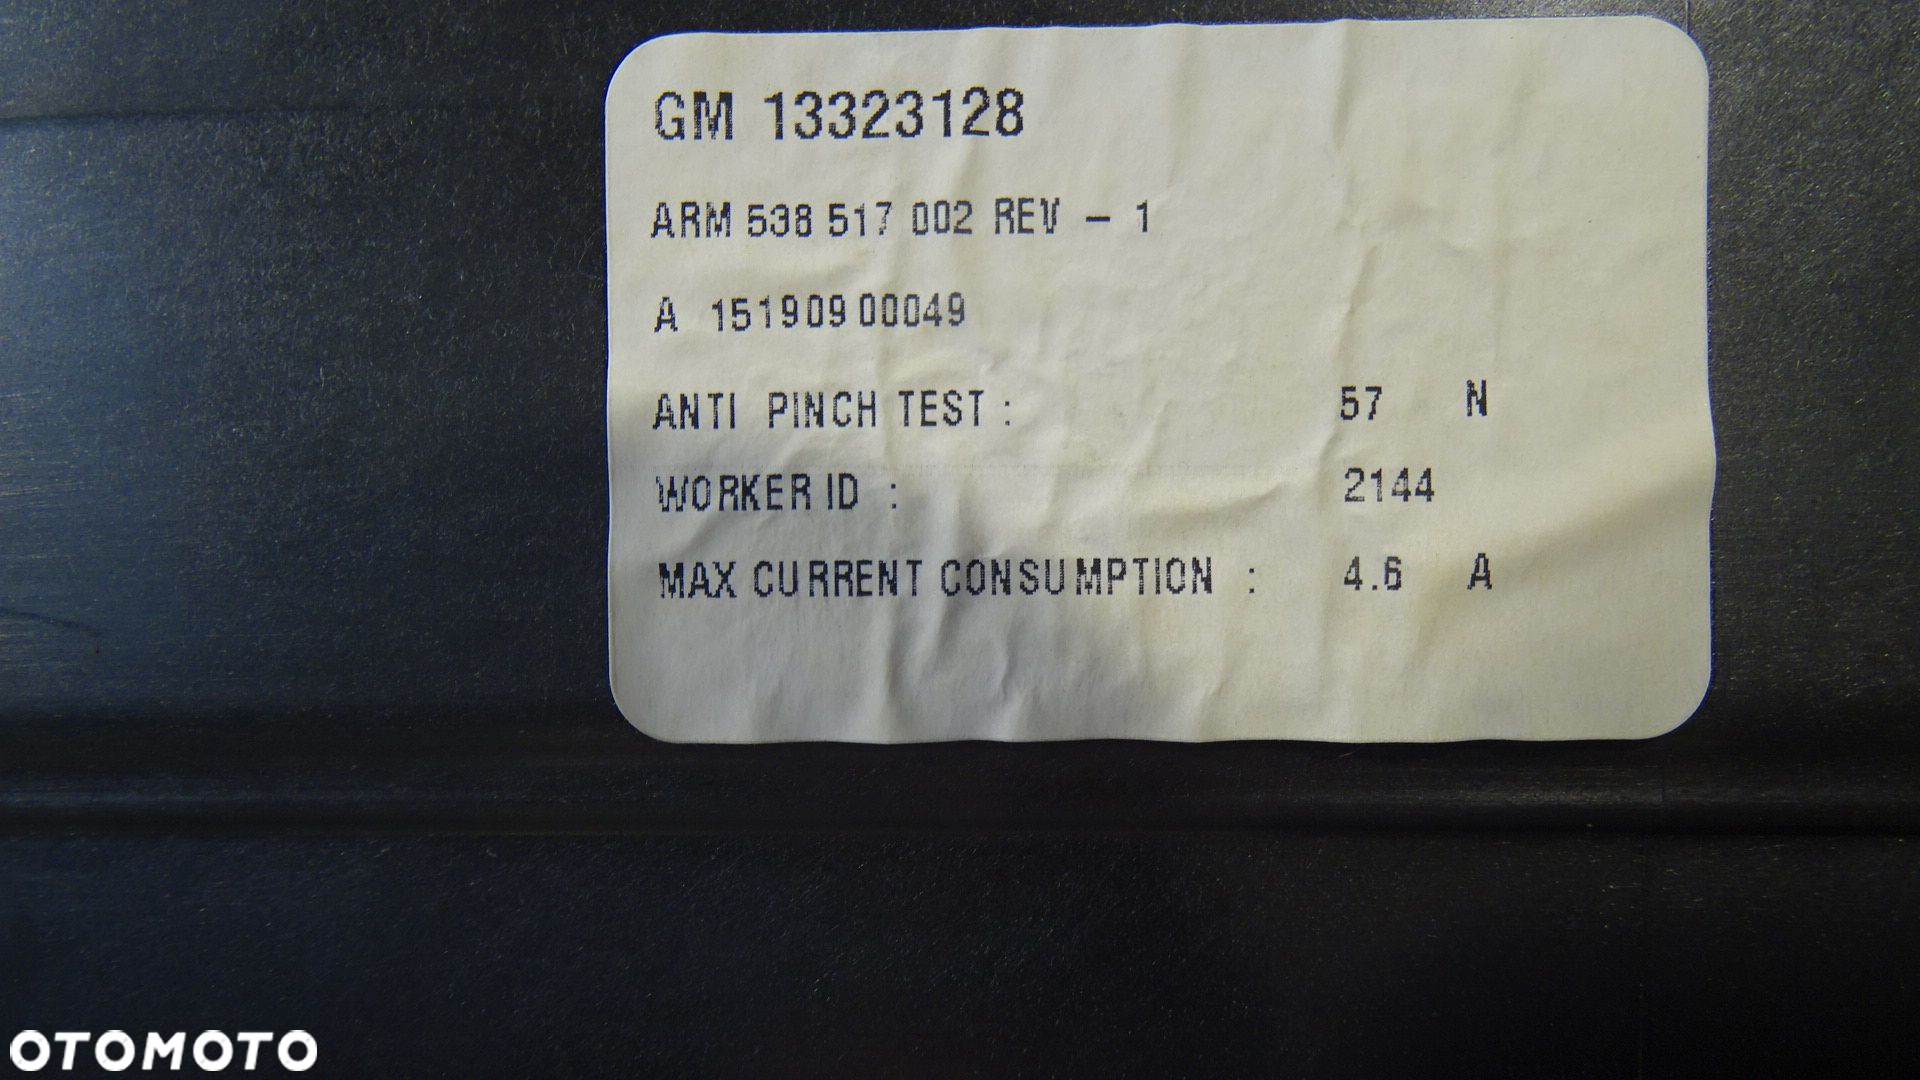 GM 13323128
ARM 538 517 002 REV - 1
A 151909 00049
ANTI PINCH TEST : 57 N
WORKER ID : 2144
MAX CURRENT CONSUMPTION : 4.6 A
OTOMOTO